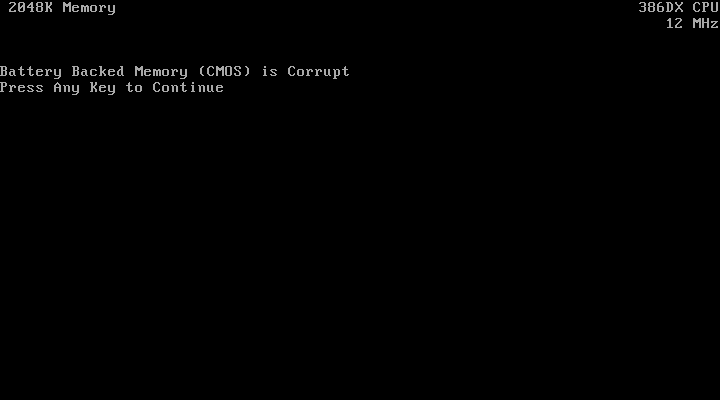 2048K Memory
386DX CPU
12 MHz
Battery Backed Memory (CMOS) is Corrupt
Press Any Key to Continue